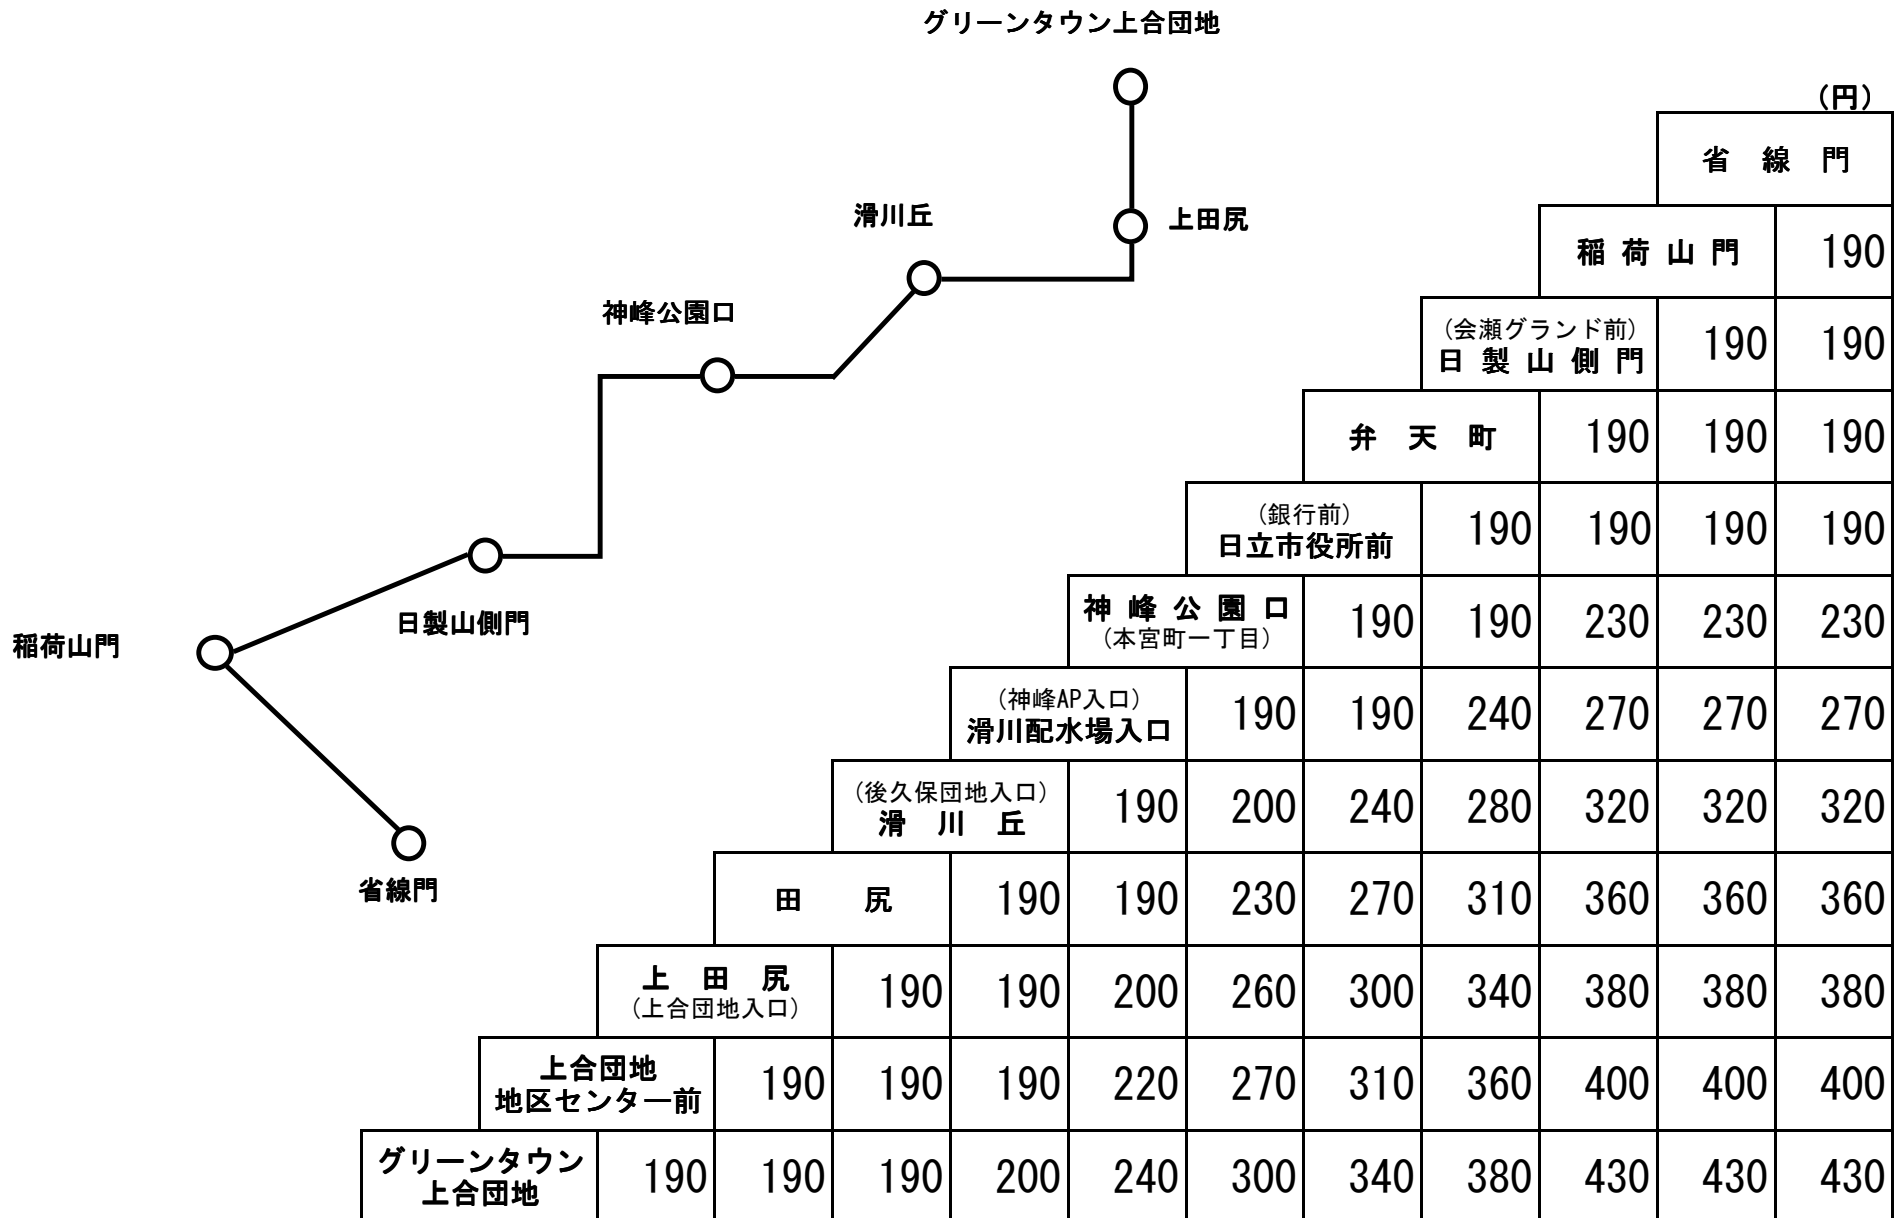 グリーンタウン上合団地
上田尻
滑川丘
神峰公園口
日製山側門
稲荷山門
省線門
（円）
省線門
稲荷山門 190
（会瀬グランド前）
日製山側門 190 190
弁天町 190 190 190
（銀行前）
日立市役所前 190 190 190 190
神峰公園口 190 190 230 230 230
（本宮町一丁目）
（神峰AP入口）
滑川配水場入口 190 190 240 270 270 270
（後久保団地入口）
滑川丘 190 200 240 280 320 320 320
田尻 190 190 230 270 310 360 360 360
上田尻 190 190 200 260 300 340 380 380 380
（上合団地入口）
上合団地
地区センター前 190 190 190 220 270 310 360 400 400 400
グリーンタウン
上合団地 190 190 190 200 240 300 340 380 430 430 430